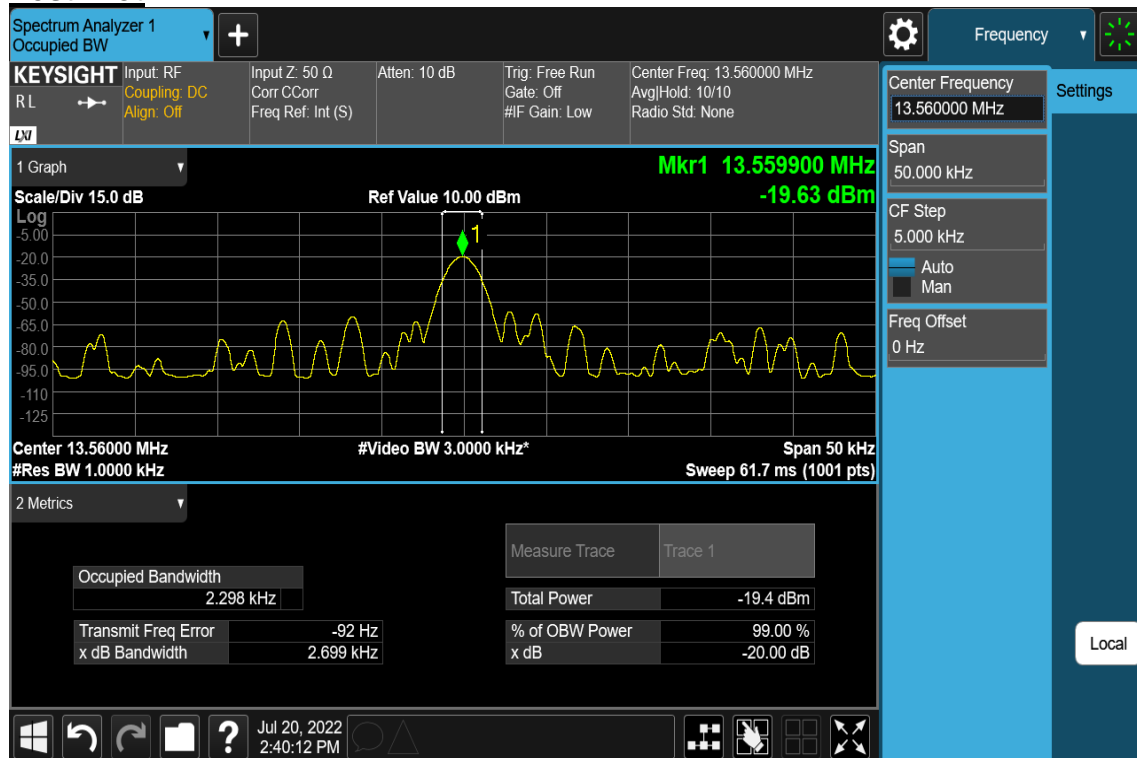 Spectrum Analyzer 1
Occupied BW
Frequency
KEYSIGHT
R L
LXI
Input: RF
Coupling: DC
Align: Off
Input Z: 50 Ω
Corr CCorr
Freq Ref: Int (S)
Atten: 10 dB
Trig: Free Run
Gate: Off
#IF Gain: Low
Center Freq: 13.560000 MHz
Avg|Hold: 10/10
Radio Std: None
Center Frequency
13.560000 MHz
Settings
Span
50.000 kHz
CF Step
5.000 kHz
Auto
Man
Freq Offset
0 Hz
Local
1 Graph
Mkr1 13.559900 MHz
-19.63 dBm
Scale/Div 15.0 dB
Ref Value 10.00 dBm
Log
1
-5.00
-20.0
-35.0
-50.0
-65.0
-80.0
-95.0
-110
-125
Center 13.56000 MHz
#Video BW 3.0000 kHz*
Span 50 kHz
#Res BW 1.0000 kHz
Sweep 61.7 ms (1001 pts)
2 Metrics
Measure Trace Trace 1
Occupied Bandwidth
2.298 kHz
Total Power -19.4 dBm
Transmit Freq Error -92 Hz
% of OBW Power 99.00 %
x dB Bandwidth 2.699 kHz
x dB -20.00 dB
?
Jul 20, 2022
2:40:12 PM